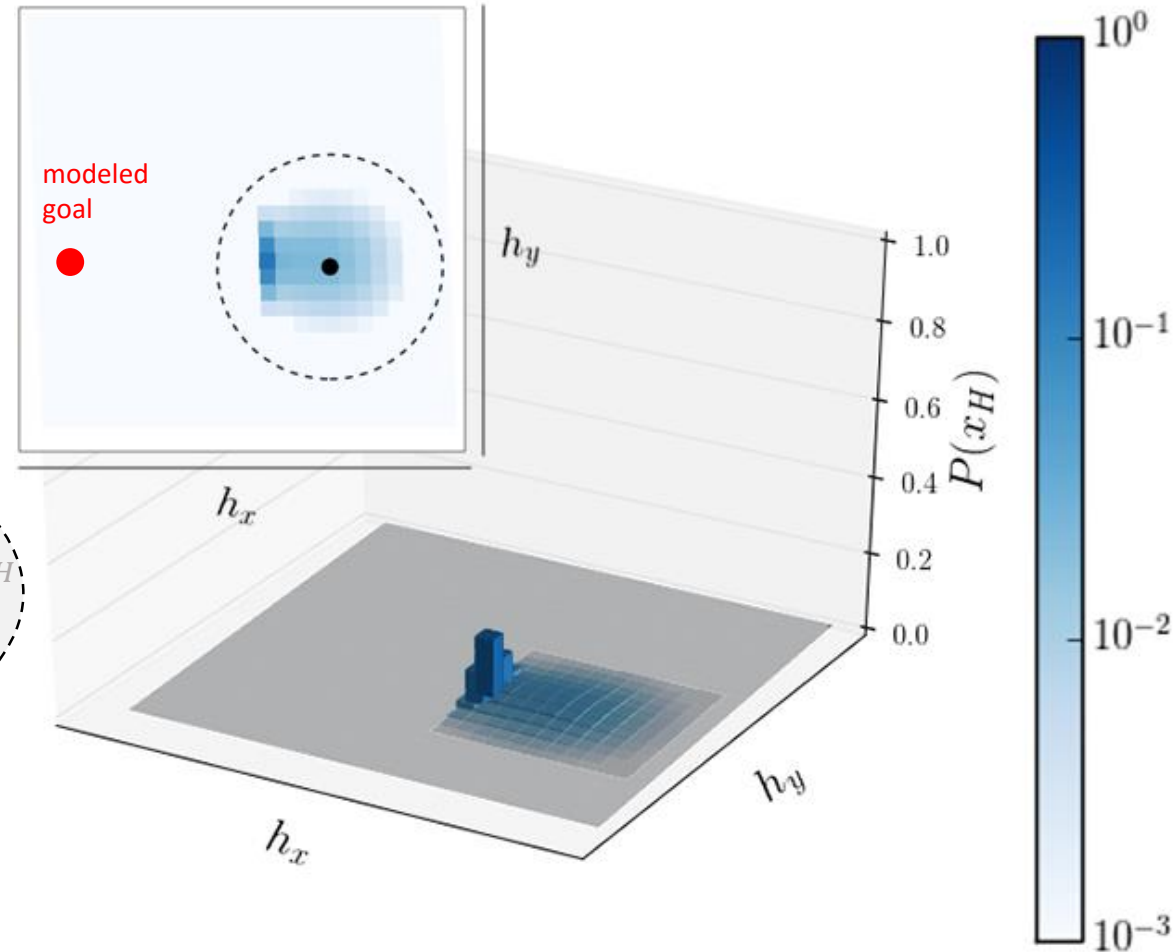 modeled
goal
h_x
h_y
1.0
0.8
0.6
0.4
0.2
0.0
P(x_H)
h_x
h_y
H
10^0
10^{-1}
10^{-2}
10^{-3}